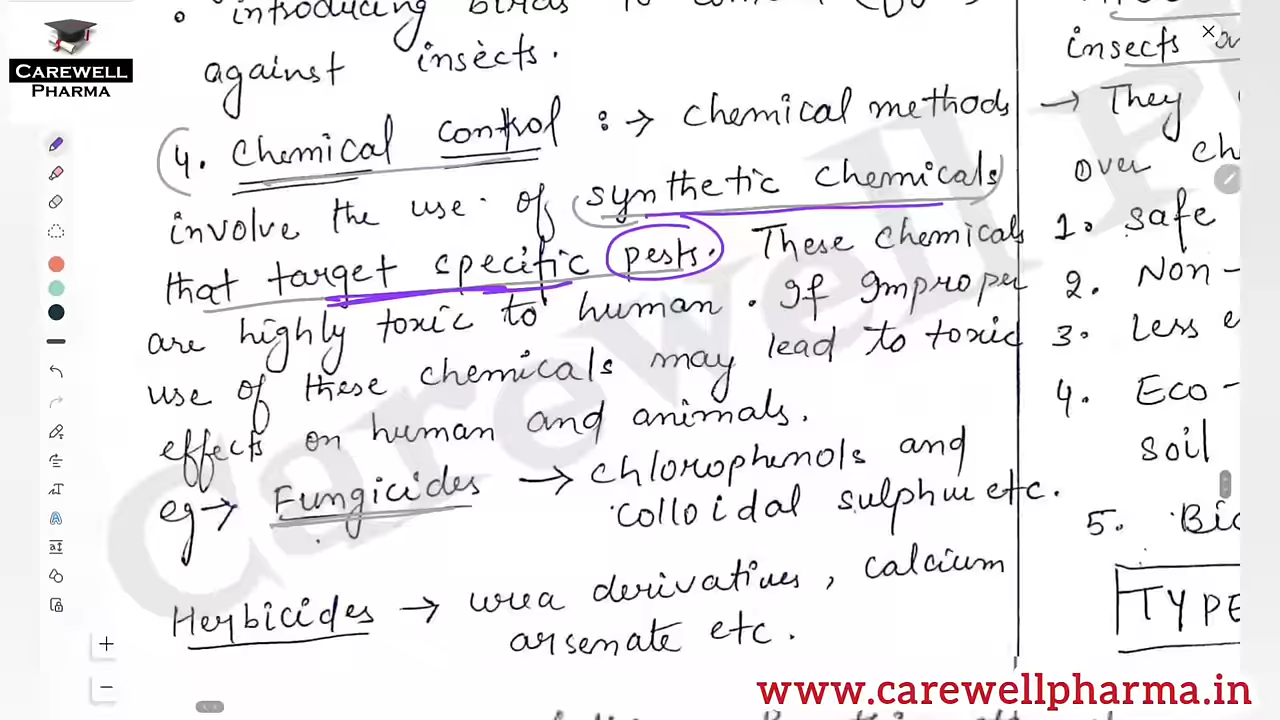 CAREWELL
PHARMA
• introducing birds to
against insects.
4. Chemical control :→ chemical methods
involve the use of synthetic chemicals
that target specific pests. These chemicals
are highly toxic to human. If Improper
use of these chemicals may lead to toxic
effects on human and animals.
eg → Fungicides → chlorophenols and
colloidal sulphur etc.
Herbicides → urea derivatives, calcium
arsenate etc.
insects
→ They
over
1. Safe
2. Non-
3. Less
4. Eco-
soil
5.
TYPE
www.carewellpharma.in